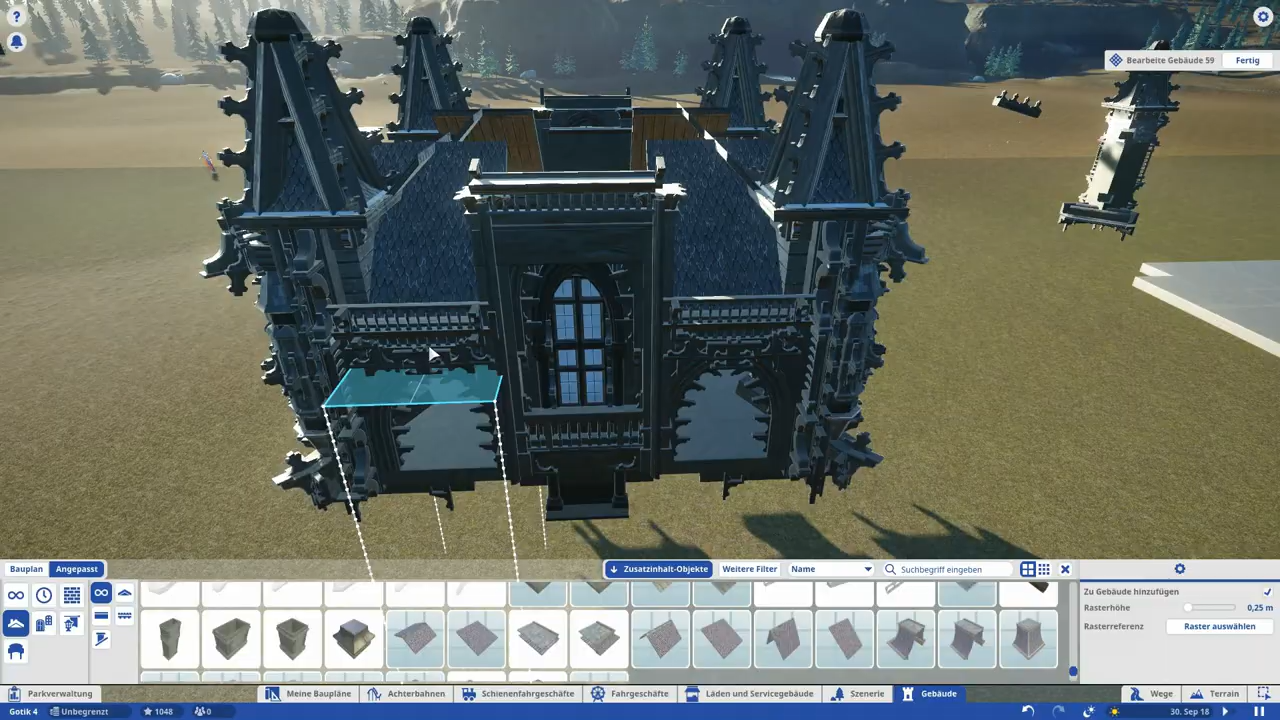 ?
Bearbeite Gebäude 59 Fertig
Bauplan Angepasst Zusatzinhalt-Objekte Weitere Filter Name Suchbegriff eingeben
Zu Gebäude hinzufügen
Rasterhöhe 0,25 m
Rasterreferenz Raster auswählen
Parkverwaltung Meine Baupläne Achterbahnen Schienenfahrgeschäfte Fahrgeschäfte Läden und Servicegebäude Szenerie Gebäude Wege Terrain
Gotik 4 Unbegrenzt 1048 0 30. Sep 18